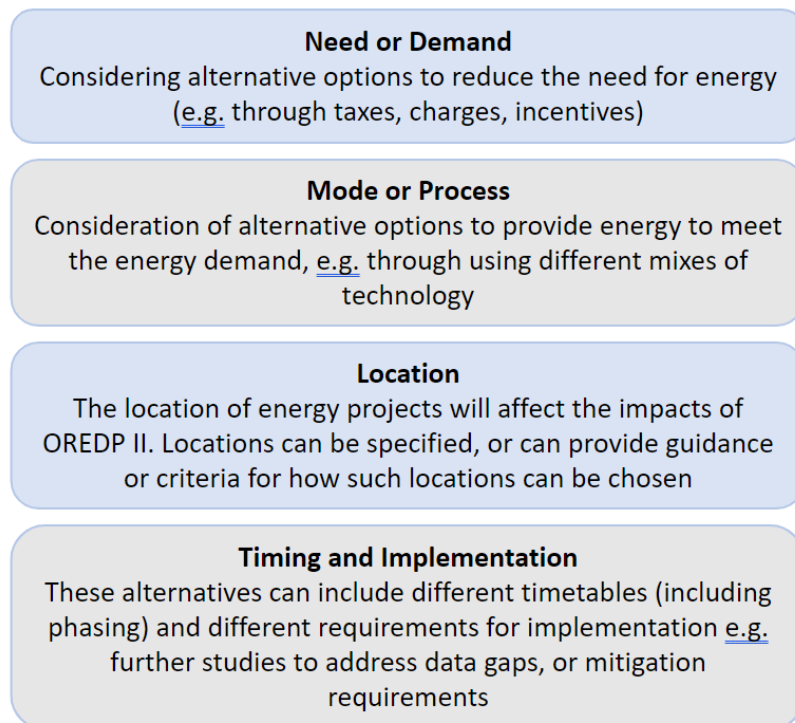 Need or Demand
Considering alternative options to reduce the need for energy
(e.g. through taxes, charges, incentives)
Mode or Process
Consideration of alternative options to provide energy to meet
the energy demand, e.g. through using different mixes of
technology
Location
The location of energy projects will affect the impacts of
OREDP II. Locations can be specified, or can provide guidance
or criteria for how such locations can be chosen
Timing and Implementation
These alternatives can include different timetables (including
phasing) and different requirements for implementation e.g.
further studies to address data gaps, or mitigation
requirements